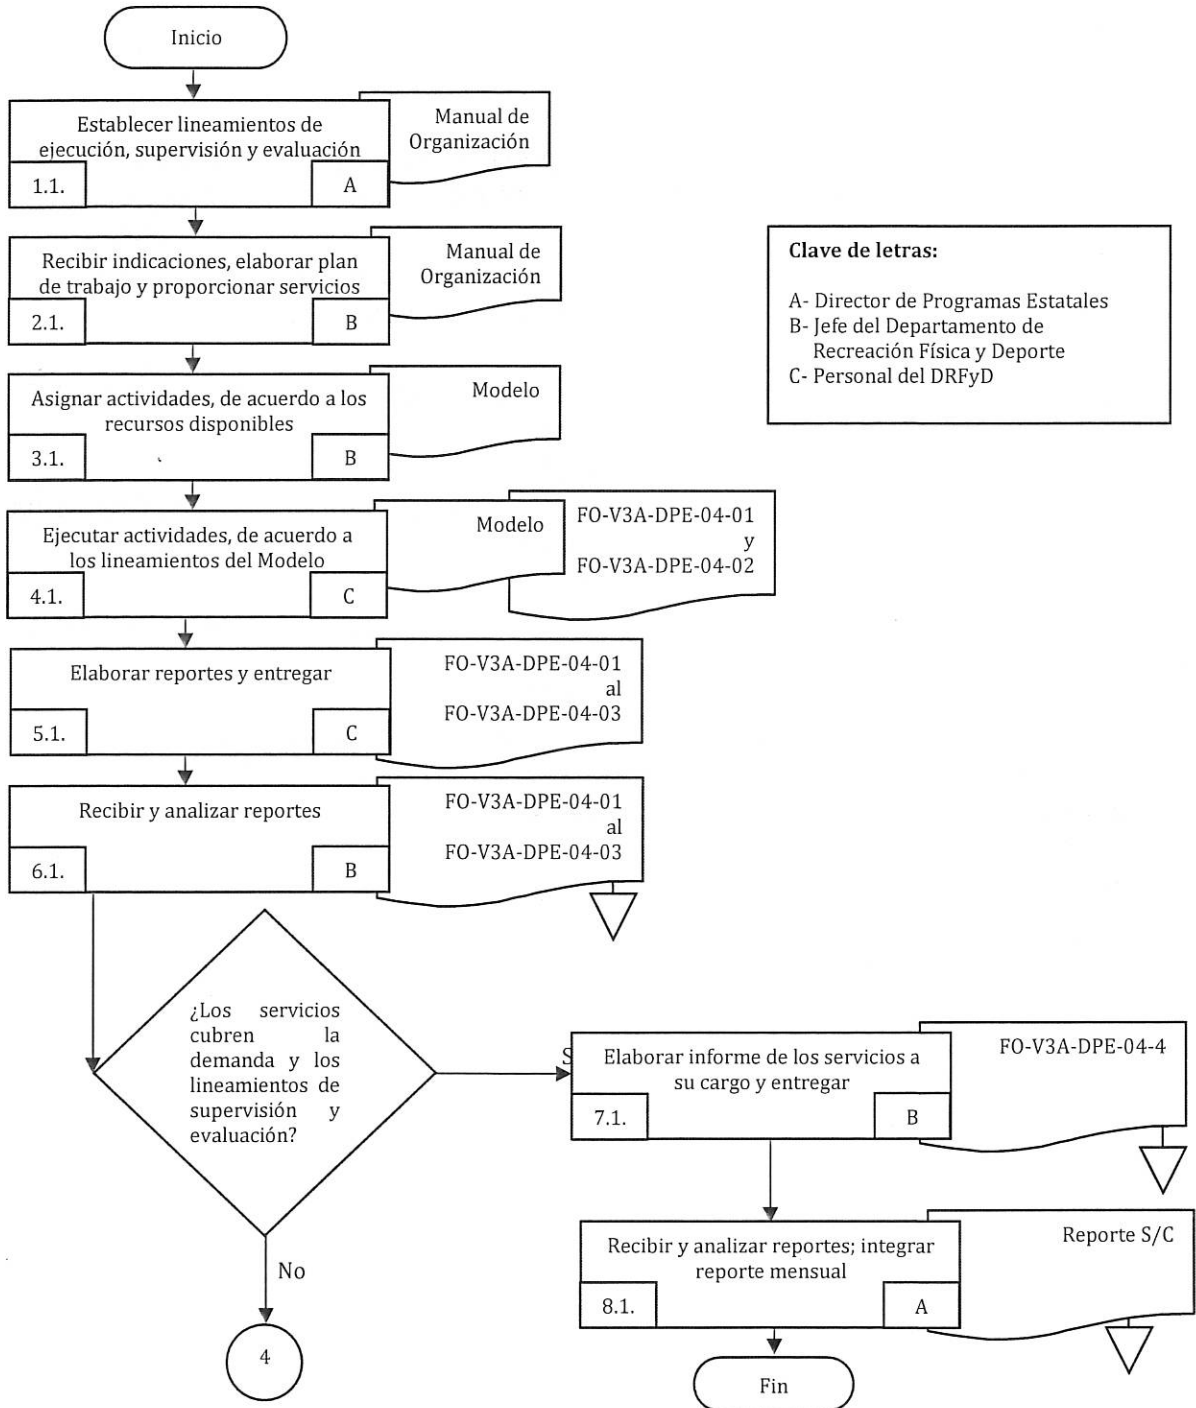 Inicio
Establecer lineamientos de
ejecución, supervisión y evaluación
1.1.
A
Manual de
Organización
Recibir indicaciones, elaborar plan
de trabajo y proporcionar servicios
2.1.
B
Manual de
Organización
Clave de letras:
A- Director de Programas Estatales
B- Jefe del Departamento de
Recreación Física y Deporte
C- Personal del DRFyD
Asignar actividades, de acuerdo a los
recursos disponibles
3.1.
B
Modelo
Ejecutar actividades, de acuerdo a
los lineamientos del Modelo
4.1.
C
Modelo
FO-V3A-DPE-04-01
y
FO-V3A-DPE-04-02
Elaborar reportes y entregar
5.1.
C
FO-V3A-DPE-04-01
al
FO-V3A-DPE-04-03
Recibir y analizar reportes
6.1.
B
FO-V3A-DPE-04-01
al
FO-V3A-DPE-04-03
¿Los servicios
cubren la
demanda y los
lineamientos de
supervisión y
evaluación?
S
No
4
Elaborar informe de los servicios a
su cargo y entregar
7.1.
B
FO-V3A-DPE-04-4
Recibir y analizar reportes; integrar
reporte mensual
8.1.
A
Reporte S/C
Fin